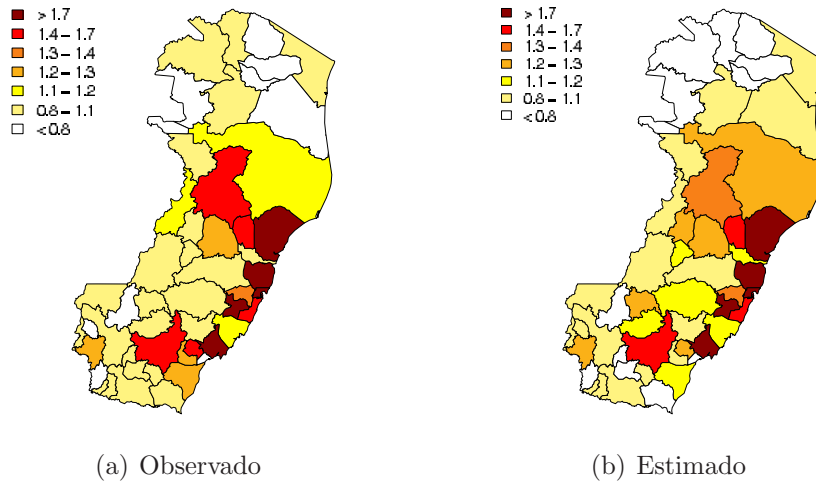 > 1.7
1.4 – 1.7
1.3 – 1.4
1.2 – 1.3
1.1 – 1.2
0.8 – 1.1
< 0.8
> 1.7
1.4 – 1.7
1.3 – 1.4
1.2 – 1.3
1.1 – 1.2
0.8 – 1.1
< 0.8
(a) Observado
(b) Estimado